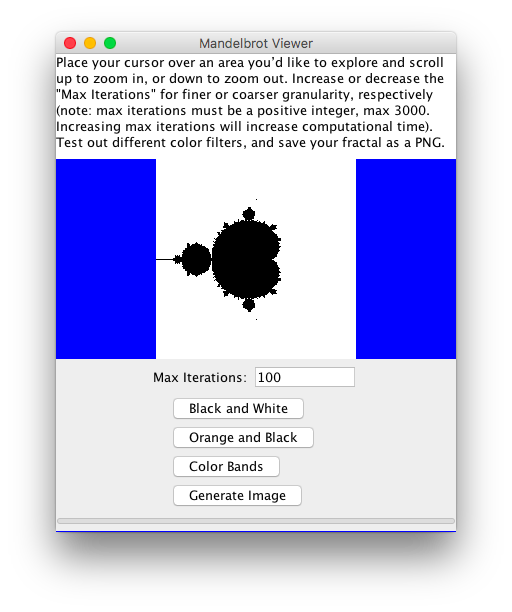 Mandelbrot Viewer
Place your cursor over an area you’d like to explore and scroll
up to zoom in, or down to zoom out. Increase or decrease the
"Max Iterations" for finer or coarser granularity, respectively
(note: max iterations must be a positive integer, max 3000.
Increasing max iterations will increase computational time).
Test out different color filters, and save your fractal as a PNG.
Max Iterations: 100
Black and White
Orange and Black
Color Bands
Generate Image